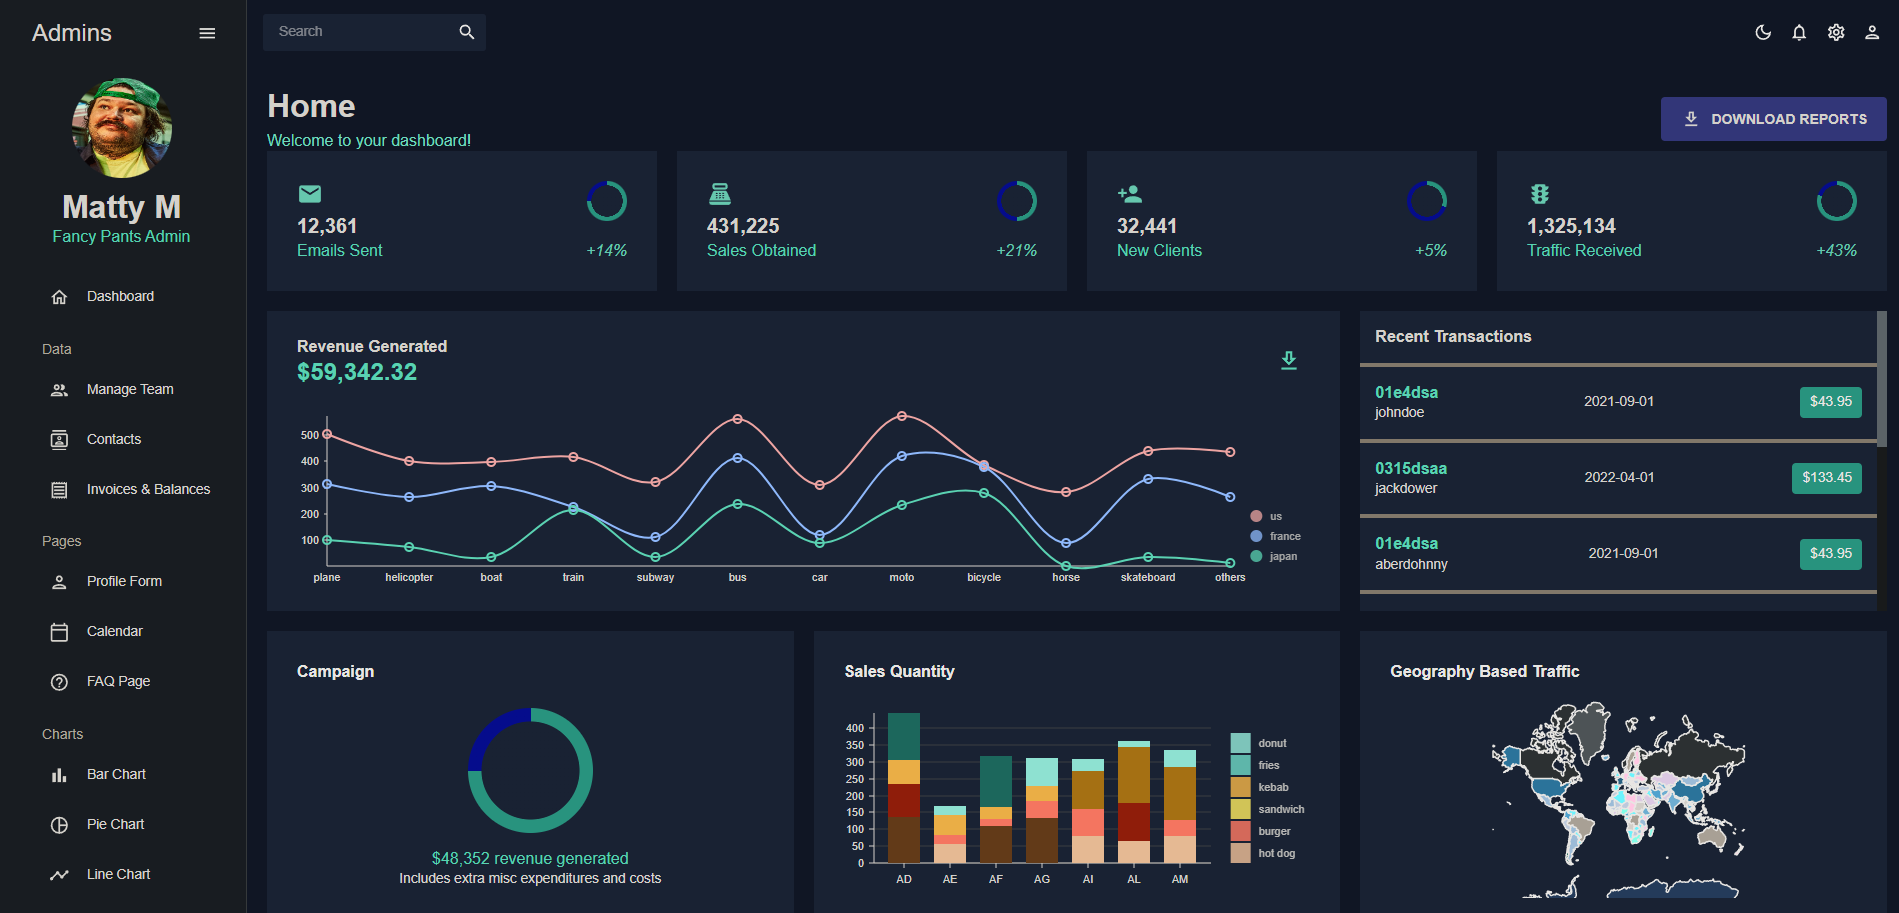 Admins
Search
Matty M
Fancy Pants Admin
Dashboard
Data
Manage Team
Contacts
Invoices & Balances
Pages
Profile Form
Calendar
FAQ Page
Charts
Bar Chart
Pie Chart
Line Chart
Home
Welcome to your dashboard!
DOWNLOAD REPORTS
12,361
Emails Sent
+14%
431,225
Sales Obtained
+21%
32,441
New Clients
+5%
1,325,134
Traffic Received
+43%
Revenue Generated
$59,342.32
500
400
300
200
100
plane helicopter boat train subway bus car moto bicycle horse skateboard others
us
france
japan
Recent Transactions
01e4dsa
johndoe
2021-09-01
$43.95
0315dsaa
jackdower
2022-04-01
$133.45
01e4dsa
aberdohnny
2021-09-01
$43.95
Campaign
$48,352 revenue generated
Includes extra misc expenditures and costs
Sales Quantity
400
350
300
250
200
150
100
50
0
AD AE AF AG AI AL AM
donut
fries
kebab
sandwich
burger
hot dog
Geography Based Traffic